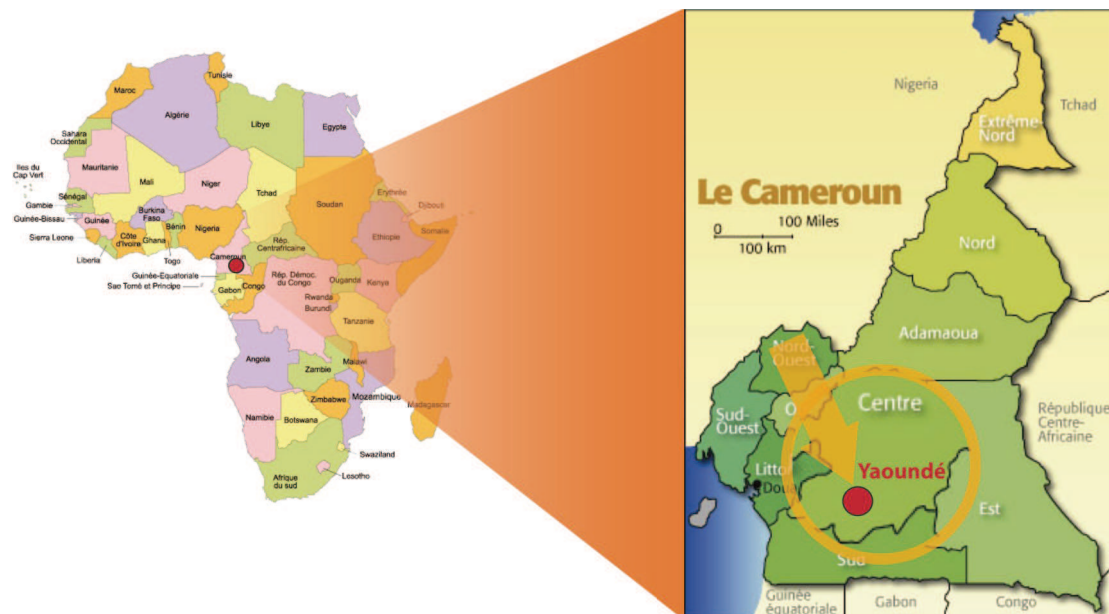 Tunisie
Maroc
Algérie
Libye
Egypte
Sahara
Occidental
Iles du
Cap Vert
Mauritanie
Mali
Niger
Tchad
Soudan
Erythrée
Djibouti
Sénégal
Gambie
Guinée-Bissau
Guinée
Burkina
Faso
Bénin
Nigeria
Ethiopie
Somalie
Sierra Leone
Côte
d'Ivoire
Ghana
Liberia
Togo
Rép.
Centrafricaine
Cameroun
Guinée-Equatoriale
Sao Tomé et Principe
Gabon
Congo
Rép. Démoc.
du Congo
Ouganda
Kenya
Rwanda
Burundi
Tanzanie
Angola
Zambie
Malawi
Mozambique
Zimbabwe
Madagascar
Namibie
Botswana
Swaziland
Lesotho
Afrique
du sud
Nigeria
Tchad
Extrême-
Nord
Le Cameroun
0 100 Miles
100 km
Nord
Adamaoua
Nord-
Ouest
Sud-
Ouest
O
Centre
République
Centre-
Africaine
Littor
Yaoundé
Doua
Est
Sud
Guinée
équatoriale
Gabon
Congo